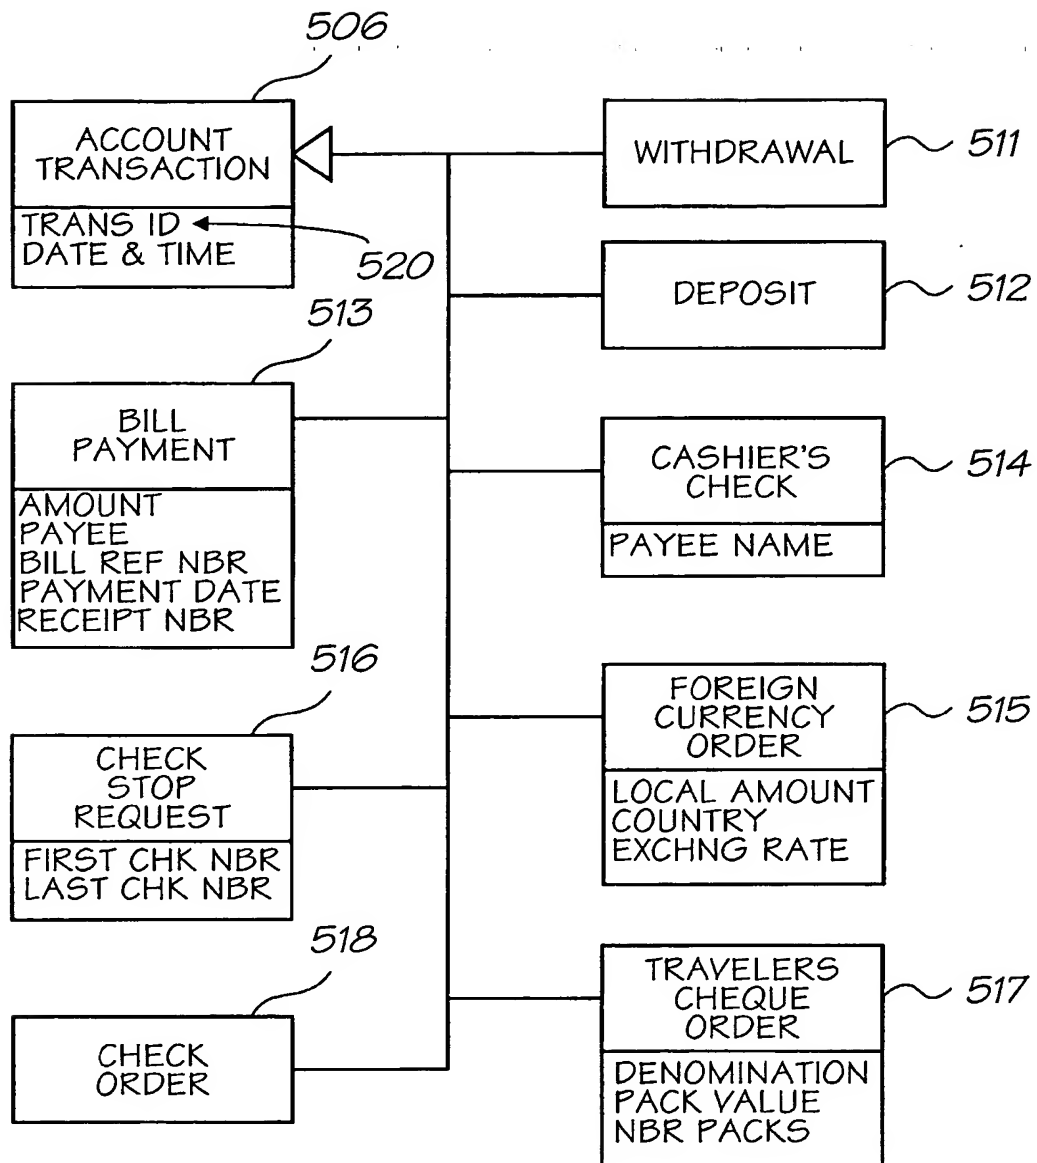 506
ACCOUNT
TRANSACTION
TRANS ID
DATE & TIME
520
WITHDRAWAL
511
DEPOSIT
512
513
BILL
PAYMENT
AMOUNT
PAYEE
BILL REF NBR
PAYMENT DATE
RECEIPT NBR
CASHIER'S
CHECK
PAYEE NAME
514
516
CHECK
STOP
REQUEST
FIRST CHK NBR
LAST CHK NBR
FOREIGN
CURRENCY
ORDER
LOCAL AMOUNT
COUNTRY
EXCHNG RATE
515
518
CHECK
ORDER
TRAVELERS
CHEQUE
ORDER
DENOMINATION
PACK VALUE
NBR PACKS
517